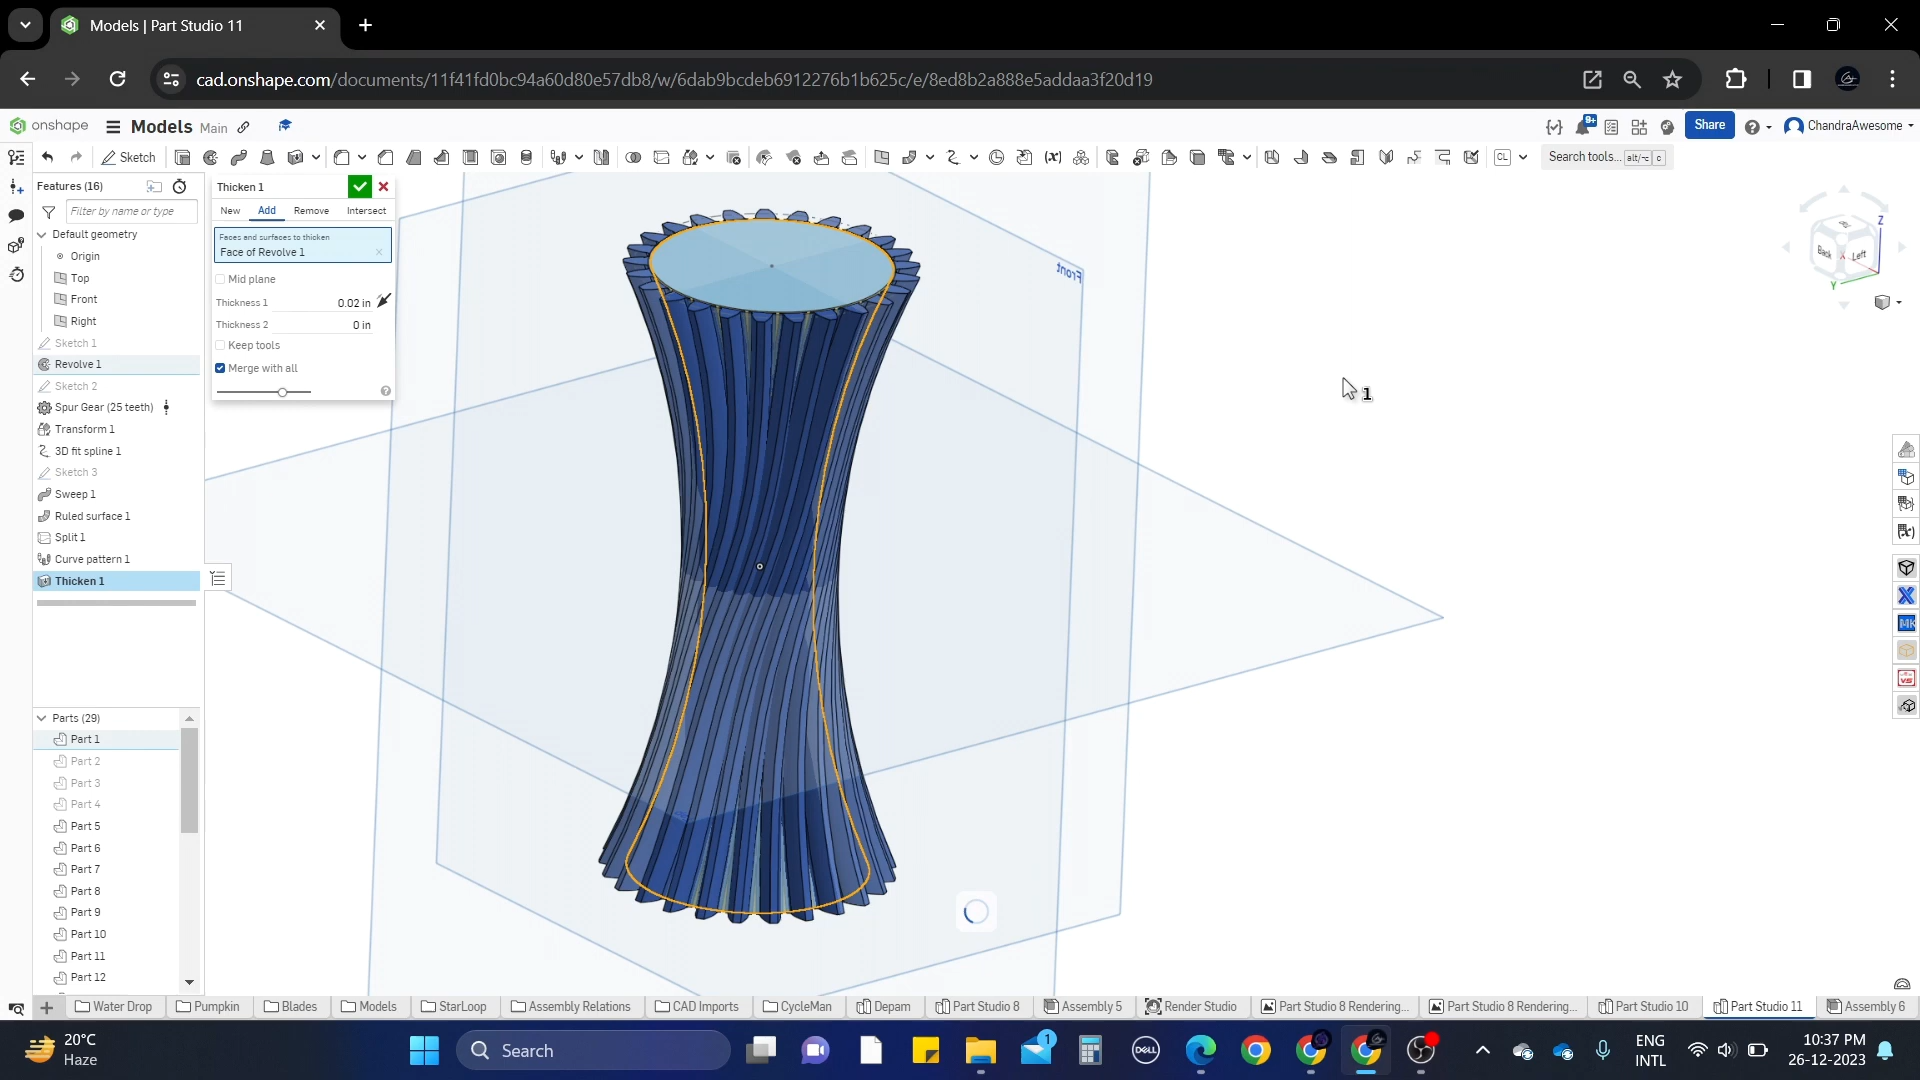 Models | Part Studio 11
cad.onshape.com/documents/11f41fd0bc94a60d80e57db8/w/6dab9bcdeb6912276b1b625c/e/8ed8b2a888e5addaa3f20d19
onshape
Models Main
9+
Share
ChandraAwesome
Sketch
CL
Search tools... alt/⌥ c
Features (16)
Filter by name or type
Default geometry
Origin
Top
Front
Right
Sketch 1
Revolve 1
Sketch 2
Spur Gear (25 teeth)
Transform 1
3D fit spline 1
Sketch 3
Sweep 1
Ruled surface 1
Split 1
Curve pattern 1
Thicken 1
Thicken 1
New Add Remove Intersect
Faces and surfaces to thicken
Face of Revolve 1
Mid plane
Thickness 1 0.02 in
Thickness 2 0 in
Keep tools
Merge with all
Front
Z
Back X Left
Y
1
Parts (29)
Part 1
Part 2
Part 3
Part 4
Part 5
Part 6
Part 7
Part 8
Part 9
Part 10
Part 11
Part 12
Water Drop Pumpkin Blades Models StarLoop Assembly Relations CAD Imports CycleMan Depam Part Studio 8 Assembly 5 Render Studio Part Studio 8 Rendering... Part Studio 8 Rendering... Part Studio 10 Part Studio 11 Assembly 6
20°C
Haze
Search
1
DELL
ENG
INTL
10:37 PM
26-12-2023